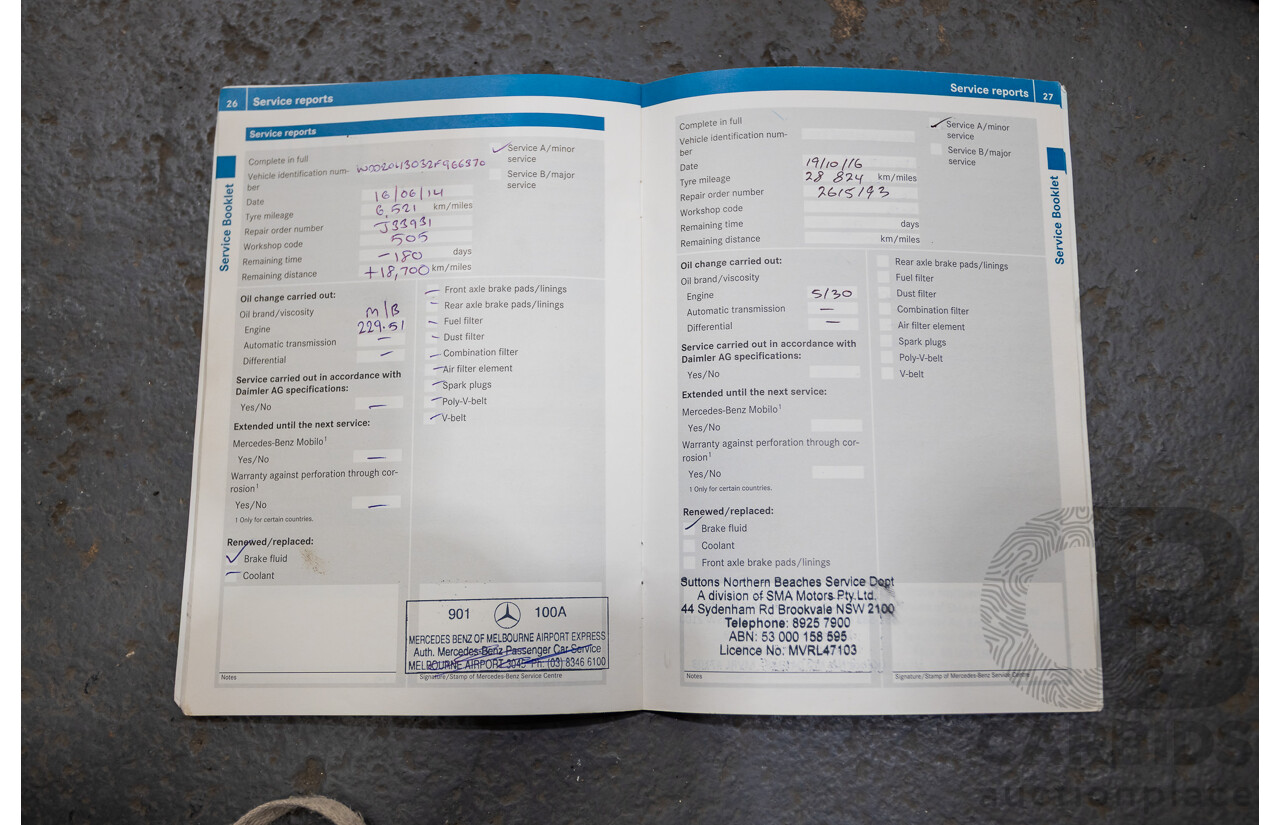 26 Service reports
Service reports
Complete in full
Vehicle identification num-
ber
Date 16/06/14
Tyre mileage 6,521 km/miles
Repair order number J33931
Workshop code 505
Remaining time -180 days
Remaining distance +18,700 km/miles
Service A/minor
service
Service B/major
service
Oil change carried out:
Oil brand/viscosity M/B
Engine 229.51
Automatic transmission –
Differential –
Service carried out in accordance with
Daimler AG specifications:
Yes/No –
Extended until the next service:
Mercedes-Benz Mobilo1
Yes/No –
Warranty against perforation through cor-
rosion1
Yes/No –
1 Only for certain countries.
Renewed/replaced:
Brake fluid
Coolant
Front axle brake pads/linings
Rear axle brake pads/linings
Fuel filter
Dust filter
Combination filter
Air filter element
Spark plugs
Poly-V-belt
V-belt
901 100A
MERCEDES BENZ OF MELBOURNE AIRPORT EXPRESS
Auth. Mercedes-Benz Passenger Car Service
MELBOURNE AIRPORT 3045 Ph: (03) 8346 6100
Notes
Signature/Stamp of Mercedes-Benz Service Centre
Service Booklet
Service reports 27
Complete in full
Vehicle identification num-
ber
Date 19/10/16
Tyre mileage 28 824 km/miles
Repair order number 2615193
Workshop code
Remaining time days
Remaining distance km/miles
Service A/minor
service
Service B/major
service
Oil change carried out:
Oil brand/viscosity
Engine 5/30
Automatic transmission –
Differential –
Service carried out in accordance with
Daimler AG specifications:
Yes/No
Extended until the next service:
Mercedes-Benz Mobilo1
Yes/No
Warranty against perforation through cor-
rosion1
Yes/No
1 Only for certain countries.
Renewed/replaced:
Brake fluid
Coolant
Front axle brake pads/linings
Rear axle brake pads/linings
Fuel filter
Dust filter
Combination filter
Air filter element
Spark plugs
Poly-V-belt
V-belt
Suttons Northern Beaches Service Dept
A division of SMA Motors Pty.Ltd.
44 Sydenham Rd Brookvale NSW 2100
Telephone: 8925 7900
ABN: 53 000 158 595
Licence No: MVRL47103
Notes
Signature/Stamp of Mercedes-Benz Service Centre
Service Booklet
CARBIDS
auctionplace